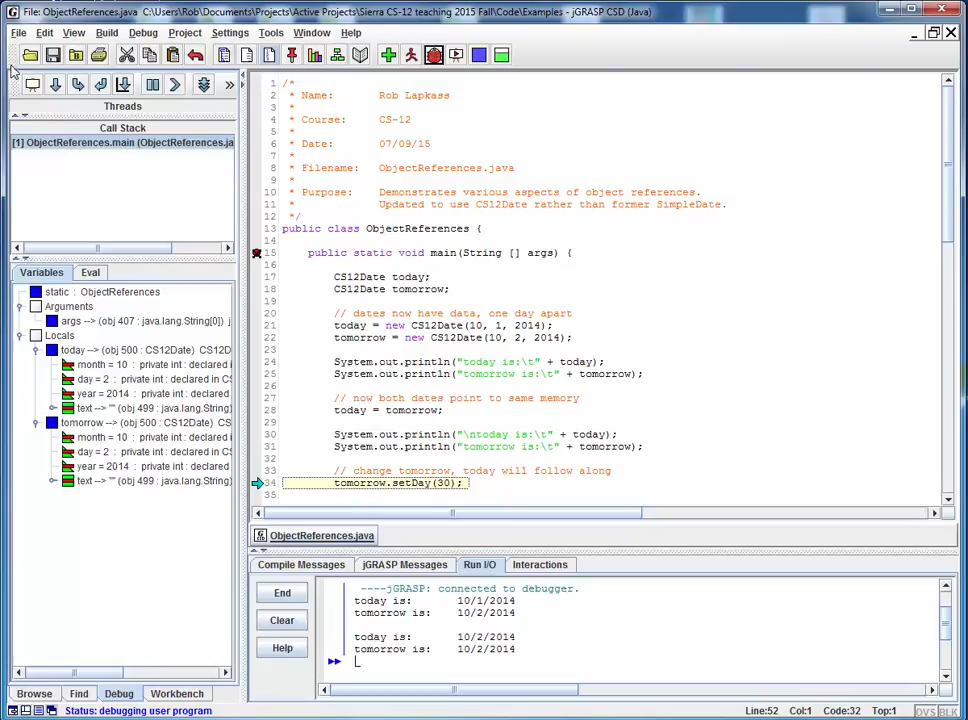 File: ObjectReferences.java C:\Users\Rob\Documents\Projects\Active Projects\Sierra CS-12 teaching 2015 Fall\Code\Examples - jGRASP CSD (Java)
File Edit View Build Debug Project Settings Tools Window Help
Threads
Call Stack
[1] ObjectReferences.main (ObjectReferences.ja
Variables Eval
static : ObjectReferences
Arguments
args --> (obj 407 : java.lang.String[0]) j
Locals
today --> (obj 500 : CS12Date) CS12D
month = 10 : private int : declared in
day = 2 : private int : declared in CS
year = 2014 : private int : declared i
text --> "" (obj 499 : java.lang.String)
tomorrow --> (obj 500 : CS12Date) CS
month = 10 : private int : declared in
day = 2 : private int : declared in CS
year = 2014 : private int : declared i
text --> "" (obj 499 : java.lang.String)
Browse Find Debug Workbench
1 /*
2 * Name: Rob Lapkass
3 *
4 * Course: CS-12
5 *
6 * Date: 07/09/15
7 *
8 * Filename: ObjectReferences.java
9 *
10 * Purpose: Demonstrates various aspects of object references.
11 * Updated to use CS12Date rather than former SimpleDate.
12 */
13 public class ObjectReferences {
14
15 public static void main(String [] args) {
16
17 CS12Date today;
18 CS12Date tomorrow;
19
20 // dates now have data, one day apart
21 today = new CS12Date(10, 1, 2014);
22 tomorrow = new CS12Date(10, 2, 2014);
23
24 System.out.println("today is:\t" + today);
25 System.out.println("tomorrow is:\t" + tomorrow);
26
27 // now both dates point to same memory
28 today = tomorrow;
29
30 System.out.println("\ntoday is:\t" + today);
31 System.out.println("tomorrow is:\t" + tomorrow);
32
33 // change tomorrow, today will follow along
34 tomorrow.setDay(30);
35
ObjectReferences.java
Compile Messages jGRASP Messages Run I/O Interactions
End
Clear
Help
----jGRASP: connected to debugger.
today is: 10/1/2014
tomorrow is: 10/2/2014
today is: 10/2/2014
tomorrow is: 10/2/2014
Status: debugging user program
Line:52 Col:1 Code:32 Top:1 OVS BLK